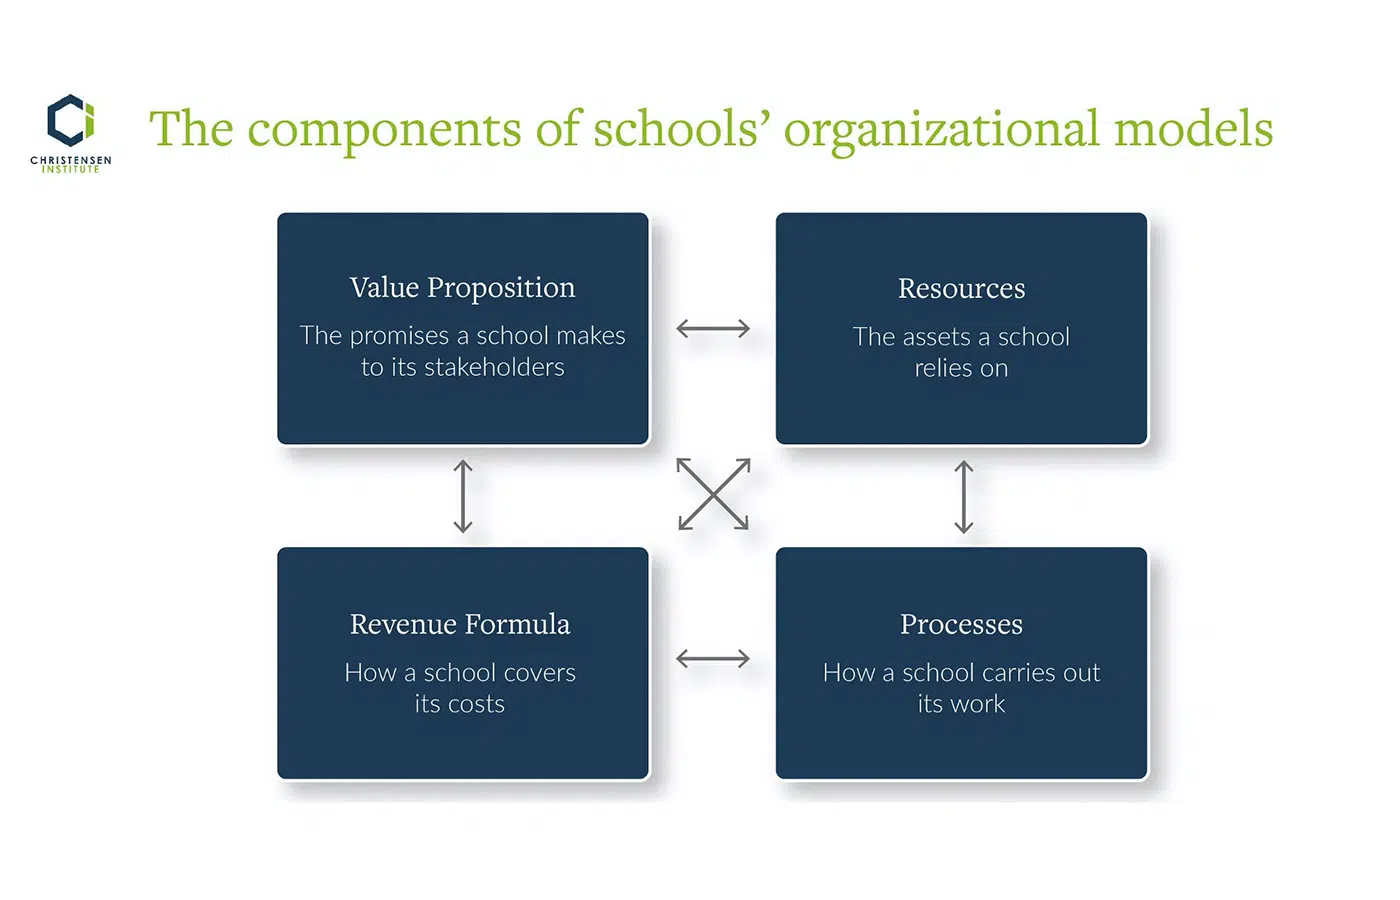 The components of schools’ organizational models
CHRISTENSEN
INSTITUTE
Value Proposition
The promises a school makes
to its stakeholders
Resources
The assets a school
relies on
Revenue Formula
How a school covers
its costs
Processes
How a school carries out
its work